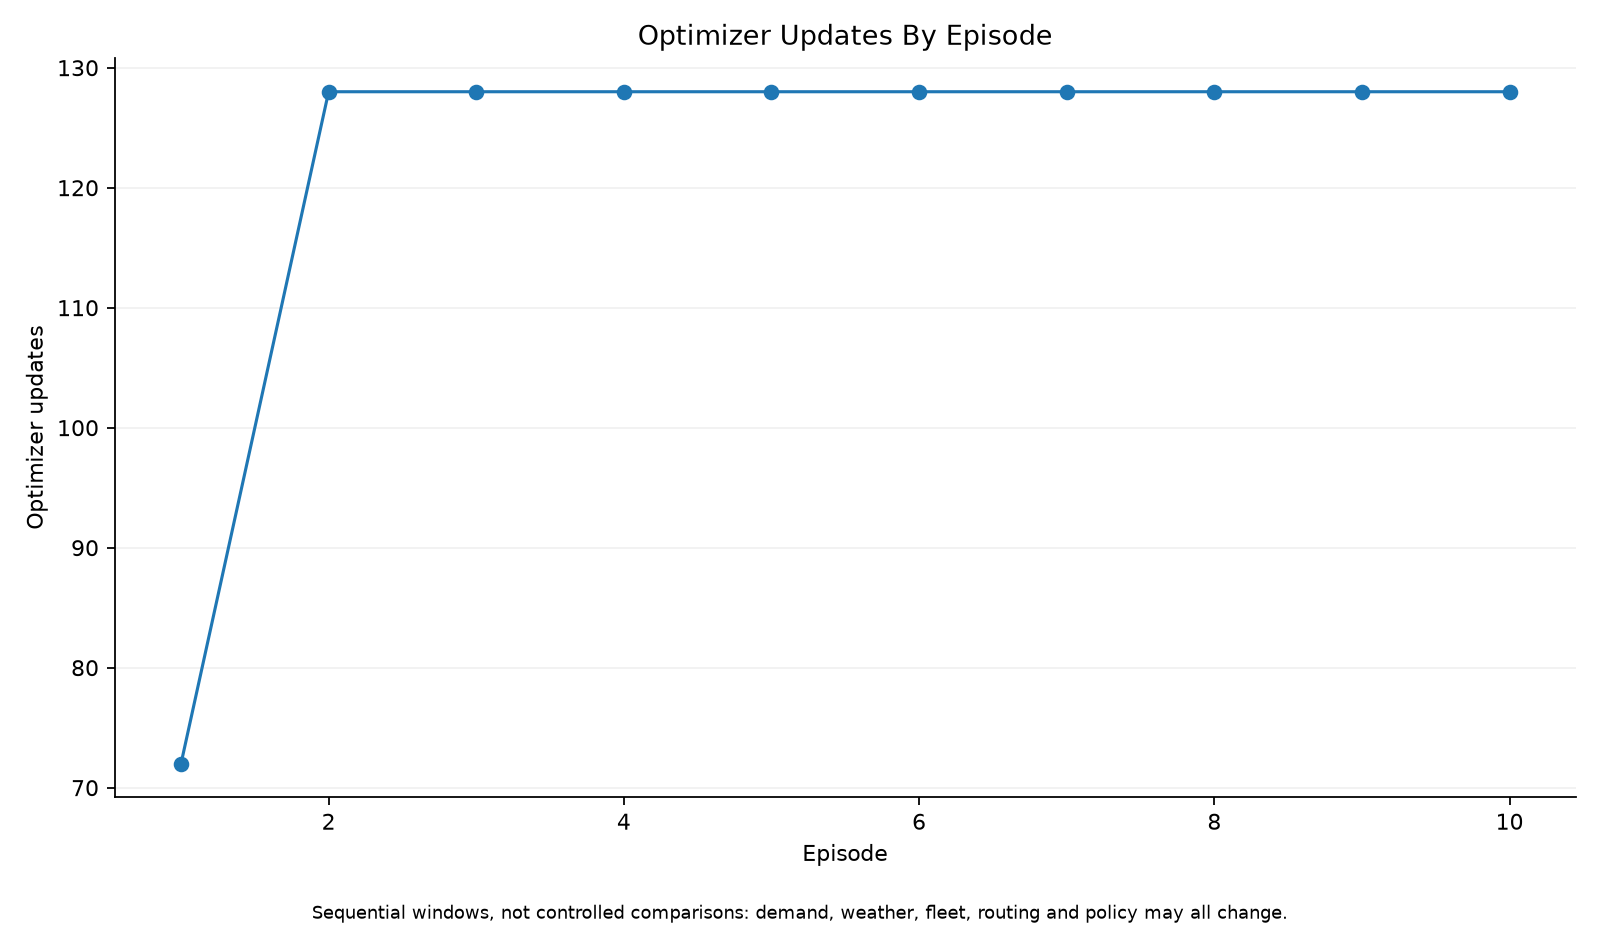 Optimizer Updates By Episode
130
120
110
100
90
80
70
Optimizer updates
2 4 6 8 10
Episode
Sequential windows, not controlled comparisons: demand, weather, fleet, routing and policy may all change.